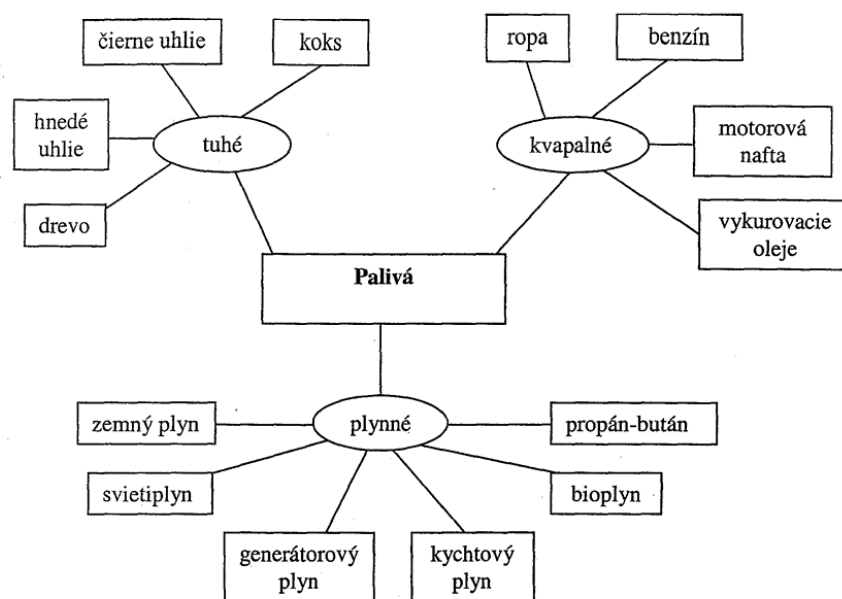 čierne uhlie
koks
ropa
benzín
hnedé
uhlie
tuhé
kvapalné
motorová
nafta
drevo
vykurovacie
oleje
Palivá
zemný plyn
plynné
propán-bután
svietiplyn
bioplyn
generátorový
plyn
kychtový
plyn